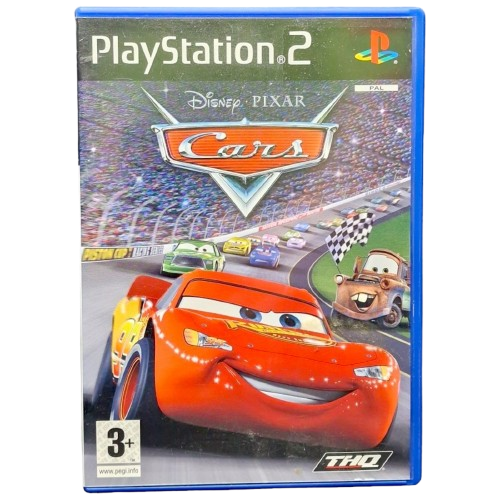 PlayStation®2
PAL
Disney · PIXAR
Cars
PISTON CUP
3+
www.pegi.info
THQ